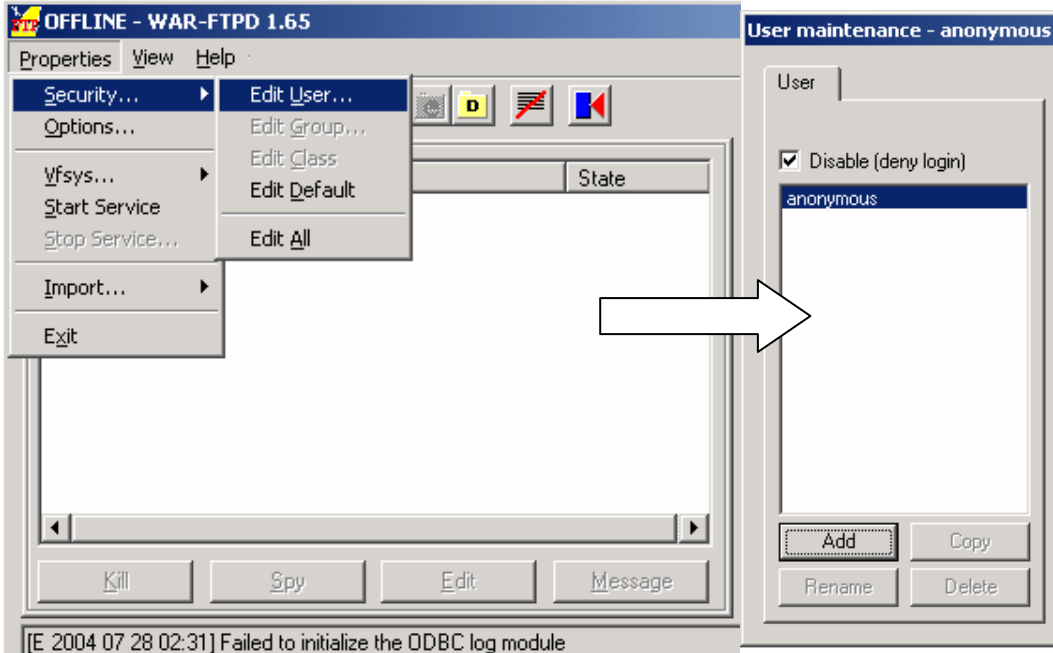 OFFLINE - WAR-FTPD 1.65
Properties View Help
Security...
Options...
Vfsys...
Start Service
Stop Service...
Import...
Exit
Edit User...
Edit Group...
Edit Class
Edit Default
Edit All
D
State
Kill Spy Edit Message
[E 2004 07 28 02:31] Failed to initialize the ODBC log module
User maintenance - anonymous
User
Disable (deny login)
anonymous
Add Copy
Rename Delete